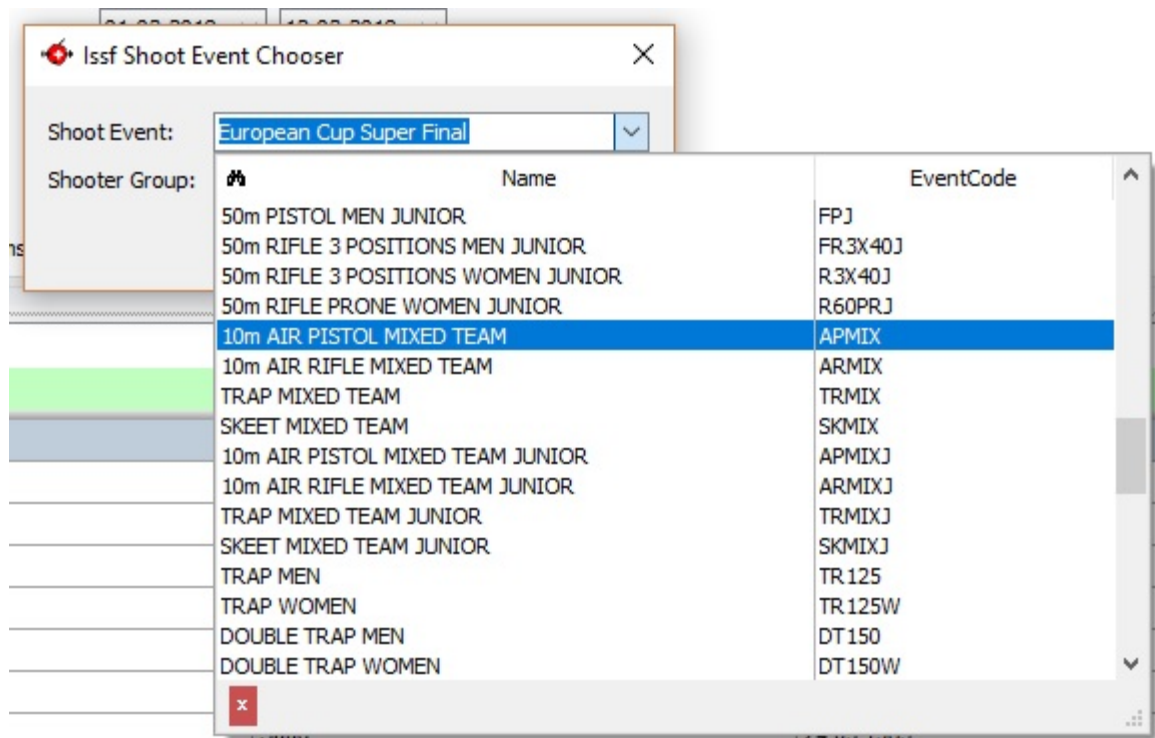 Issf Shoot Event Chooser
Shoot Event: European Cup Super Final
Shooter Group:
Name EventCode
50m PISTOL MEN JUNIOR FPJ
50m RIFLE 3 POSITIONS MEN JUNIOR FR3X40J
50m RIFLE 3 POSITIONS WOMEN JUNIOR R3X40J
50m RIFLE PRONE WOMEN JUNIOR R60PRJ
10m AIR PISTOL MIXED TEAM APMIX
10m AIR RIFLE MIXED TEAM ARMIX
TRAP MIXED TEAM TRMIX
SKEET MIXED TEAM SKMIX
10m AIR PISTOL MIXED TEAM JUNIOR APMIXJ
10m AIR RIFLE MIXED TEAM JUNIOR ARMIXJ
TRAP MIXED TEAM JUNIOR TRMIXJ
SKEET MIXED TEAM JUNIOR SKMIXJ
TRAP MEN TR125
TRAP WOMEN TR125W
DOUBLE TRAP MEN DT150
DOUBLE TRAP WOMEN DT150W
x